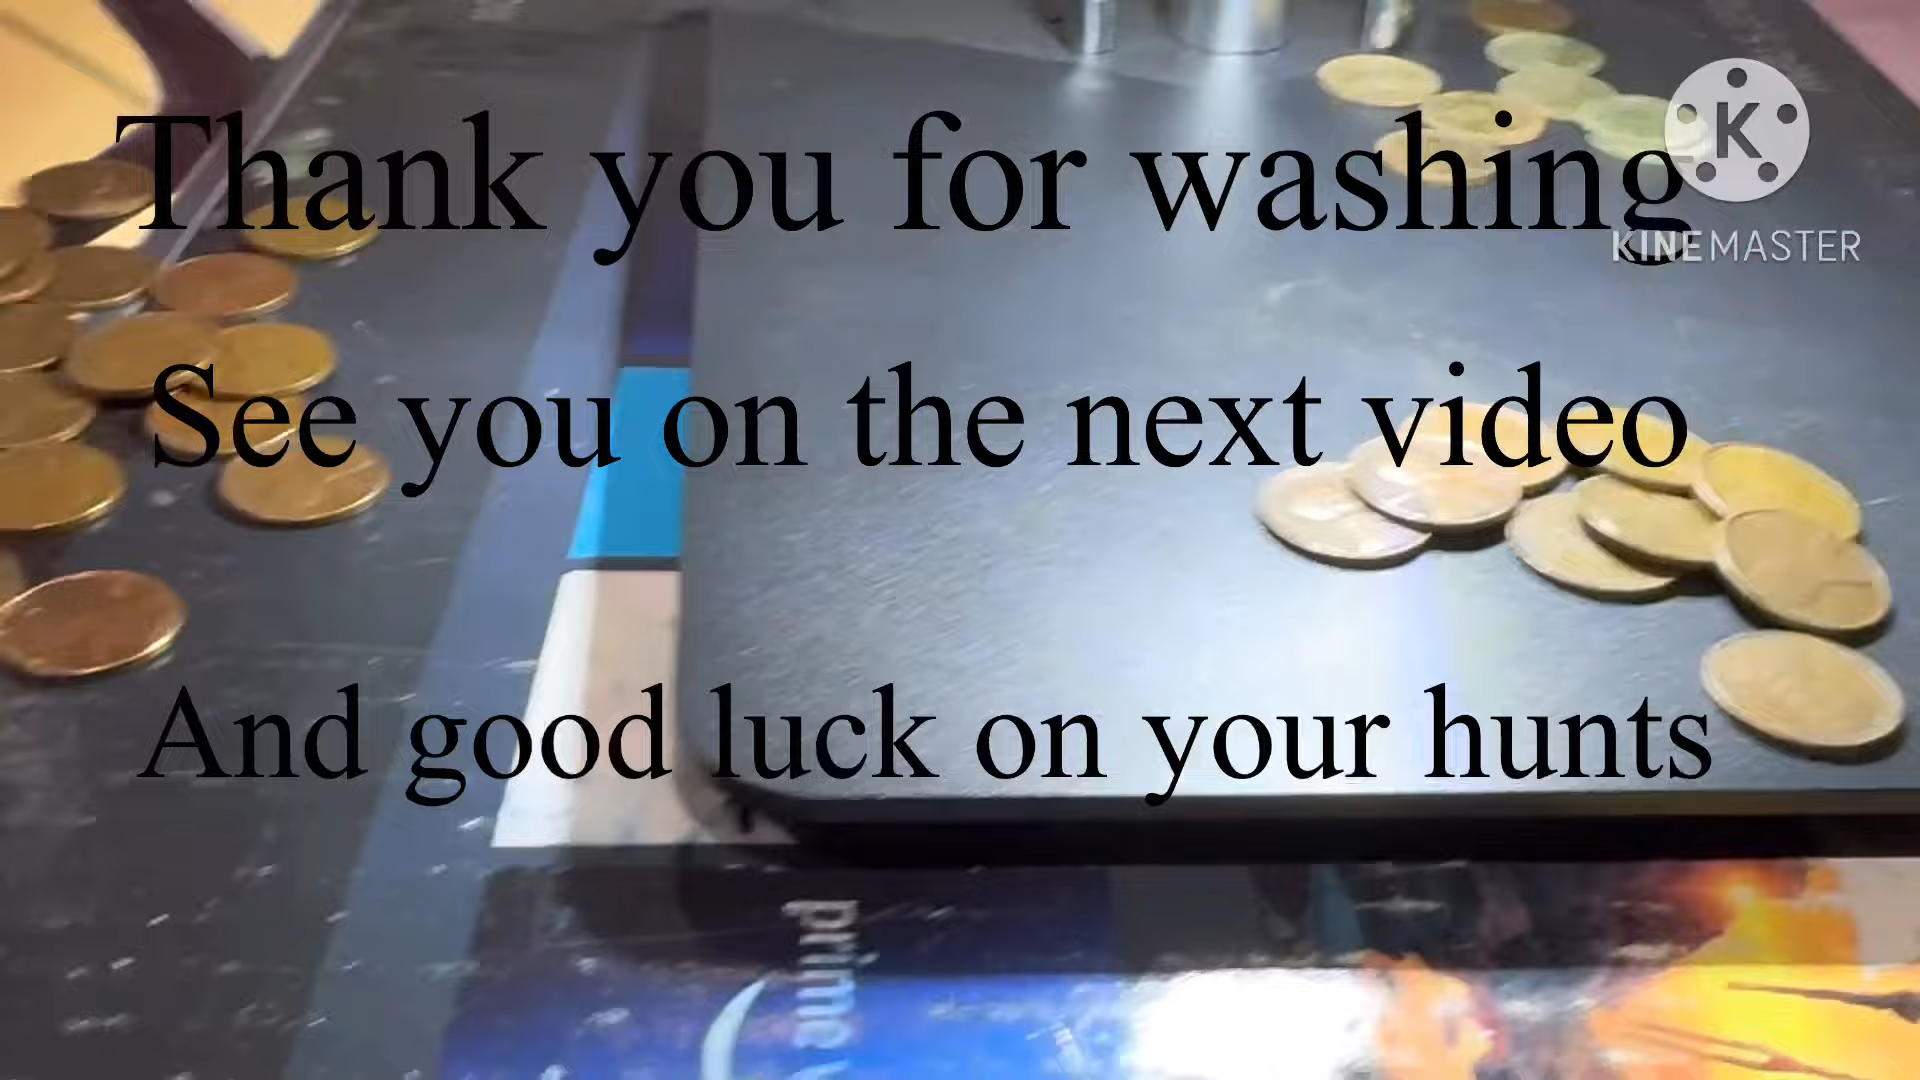 Thank you for washing
K
KINEMASTER
See you on the next video
And good luck on your hunts
prime